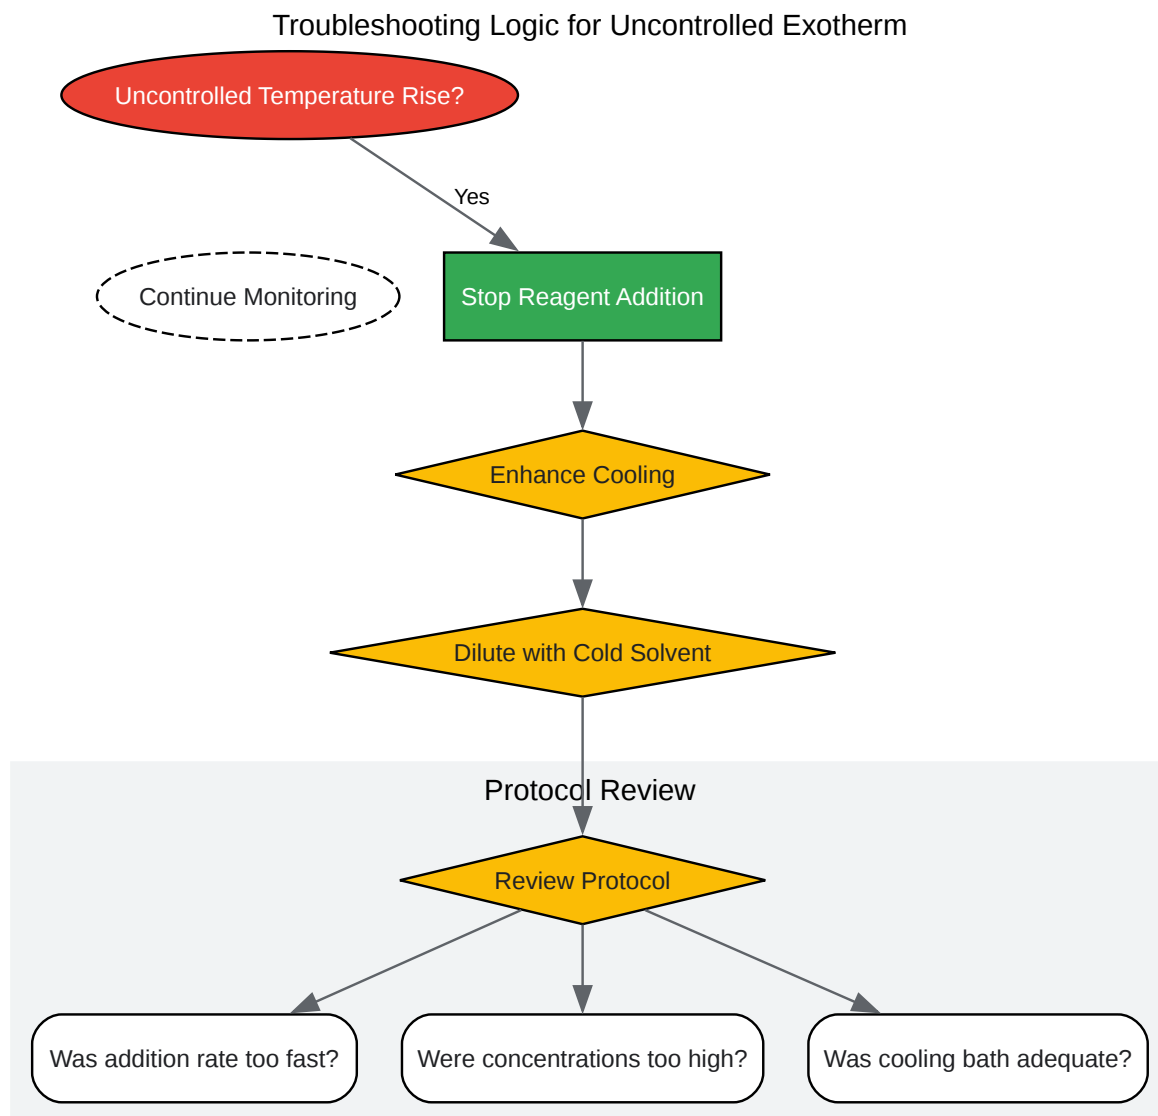 Troubleshooting Logic for Uncontrolled Exotherm
Uncontrolled Temperature Rise?
Yes
Continue Monitoring
Stop Reagent Addition
Enhance Cooling
Dilute with Cold Solvent
Protocol Review
Review Protocol
Was addition rate too fast?
Were concentrations too high?
Was cooling bath adequate?